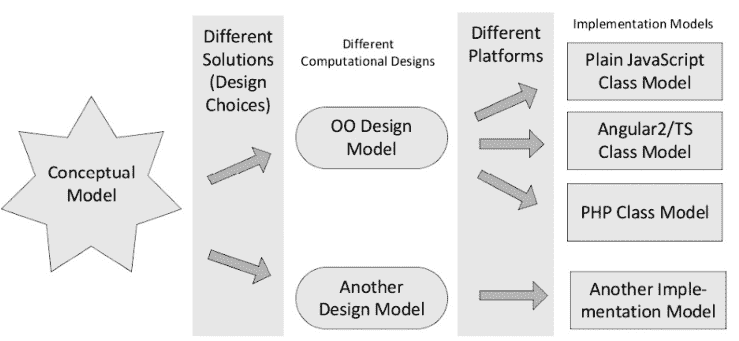 Conceptual
Model
Different
Solutions
(Design
Choices)
Different
Computational Designs
OO Design
Model
Another
Design Model
Different
Platforms
Implementation Models
Plain JavaScript
Class Model
Angular2/TS
Class Model
PHP Class Model
Another Imple-
mentation Model